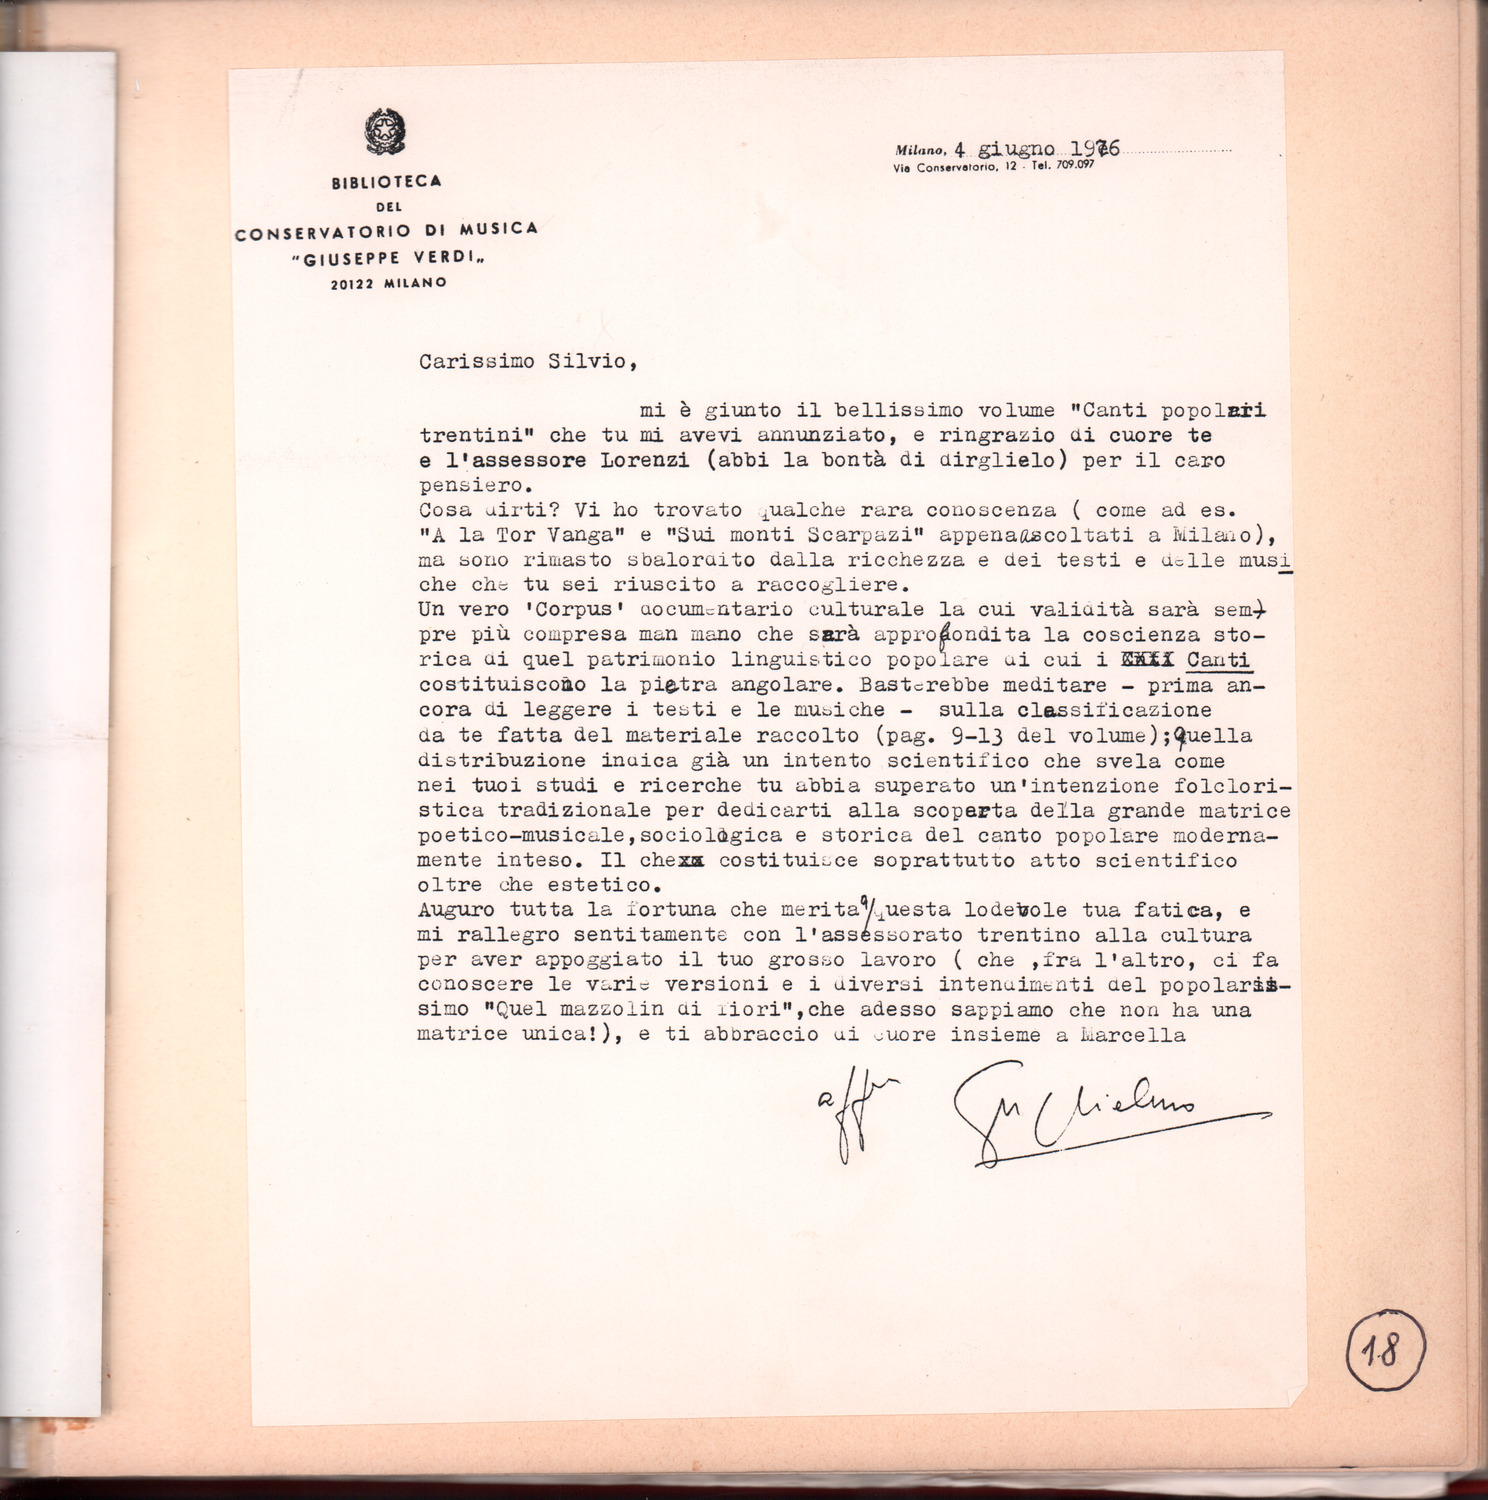 BIBLIOTECA
DEL
CONSERVATORIO DI MUSICA
"GIUSEPPE VERDI„
20122 MILANO
Milano, 4 giugno 1976
Via Conservatorio, 12 - Tel. 709.097
Carissimo Silvio,
mi è giunto il bellissimo volume "Canti popolari
trentini" che tu mi avevi annunziato, e ringrazio di cuore te
e l'assessore Lorenzi (abbi la bontà di dirglielo) per il caro
pensiero.
Cosa dirti? Vi ho trovato qualche rara conoscenza ( come ad es.
"A la Tor Vanga" e "Sui monti Scarpazi" appena ascoltati a Milano),
ma sono rimasto sbalordito dalla ricchezza e dei testi e delle musi
che che tu sei riuscito a raccogliere.
Un vero 'Corpus' documentario culturale la cui validità sarà sem-
pre più compresa man mano che sarà approfondita la coscienza sto-
rica di quel patrimonio linguistico popolare di cui i Canti
costituiscono la pietra angolare. Basterebbe meditare - prima an-
cora di leggere i testi e le musiche - sulla classificazione
da te fatta del materiale raccolto (pag. 9-13 del volume);quella
distribuzione indica già un intento scientifico che svela come
nei tuoi studi e ricerche tu abbia superato un'intenzione folclori-
stica tradizionale per dedicarti alla scoperta della grande matrice
poetico-musicale,sociologica e storica del canto popolare moderna-
mente inteso. Il che costituisce soprattutto atto scientifico
oltre che estetico.
Auguro tutta la fortuna che merita questa lodevole tua fatica, e
mi rallegro sentitamente con l'assessorato trentino alla cultura
per aver appoggiato il tuo grosso lavoro ( che ,fra l'altro, ci fa
conoscere le varie versioni e i diversi intendimenti del popolaris-
simo "Quel mazzolin di fiori",che adesso sappiamo che non ha una
matrice unica!), e ti abbraccio di cuore insieme a Marcella
Guglielmo
18